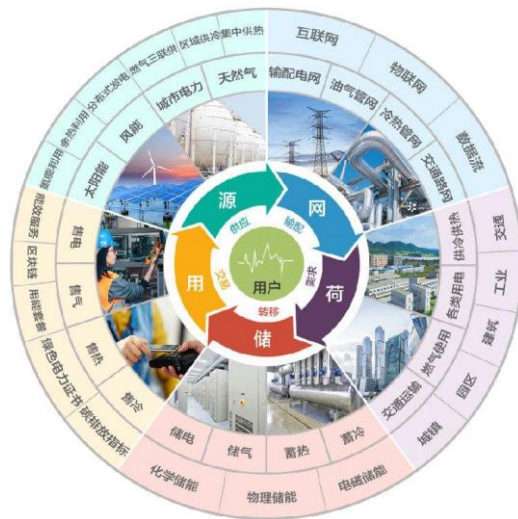 氢能利用
余热利用
分布式发电
燃气三联供
区域供冷集中供热
太阳能
风能
城市电力
天然气
互联网
物联网
数据流
输配电网
油气管网
冷热管网
交通路网
交通
工业
建筑
园区
城镇
供冷供热
各类用电
燃气使用
交通运输
电磁储能
物理储能
化学储能
蓄冷
蓄热
储气
储电
碳排放指标
绿色电力证书
用能套餐
区块链
能效服务
售冷
售热
售气
售电
源
网
荷
储
用
供应
输配
需求
转移
交易
用户